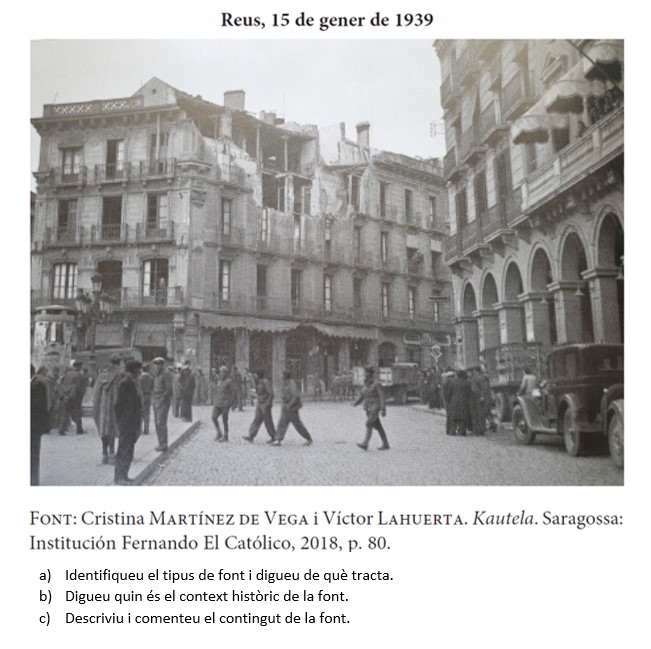 Reus, 15 de gener de 1939
FONT: Cristina MARTÍNEZ DE VEGA i Víctor LAHUERTA. Kautela. Saragossa:
Institución Fernando El Católico, 2018, p. 80.
a) Identifiqueu el tipus de font i digueu de què tracta.
b) Digueu quin és el context històric de la font.
c) Descriviu i comenteu el contingut de la font.